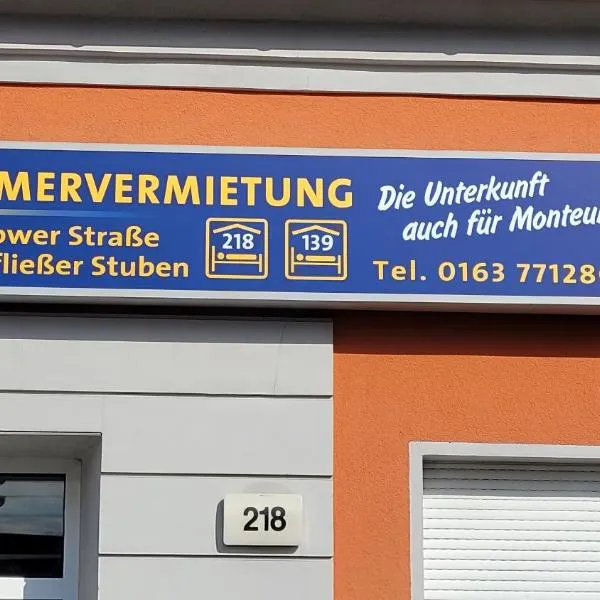 MERVERMIETUNG
ower Straße
fließer Stuben
218
139
Die Unterkunft
auch für Monteu
Tel. 0163 77128
218